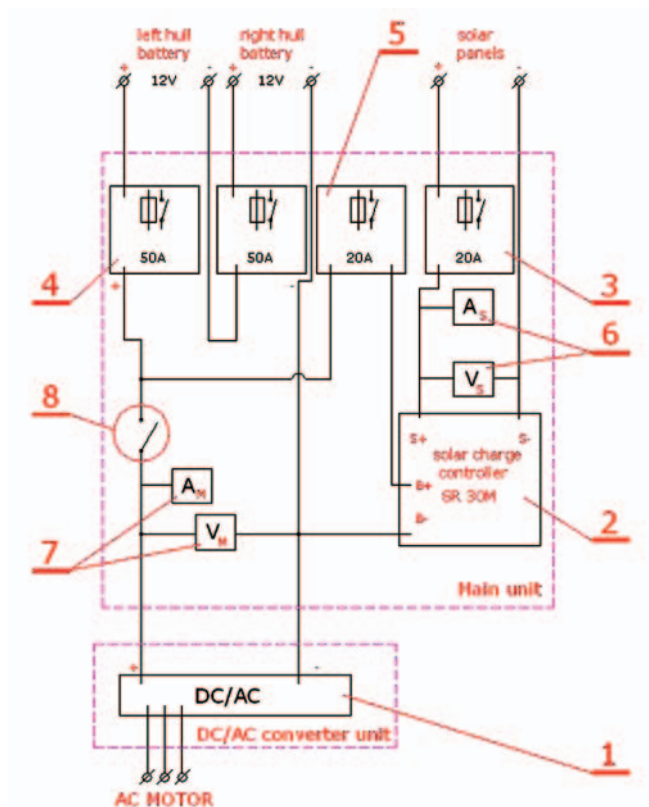 left hull
battery
right hull
battery
5
solar
panels
+ 12V -
+ 12V -
+ -
50A
50A
20A
20A
4
3
+
-
A S
6
V S
8
S+
S-
solar charge
controller
SR 30M
B+
B-
2
A M
7
V M
Main unit
+
-
DC/AC
1
DC/AC converter unit
AC MOTOR